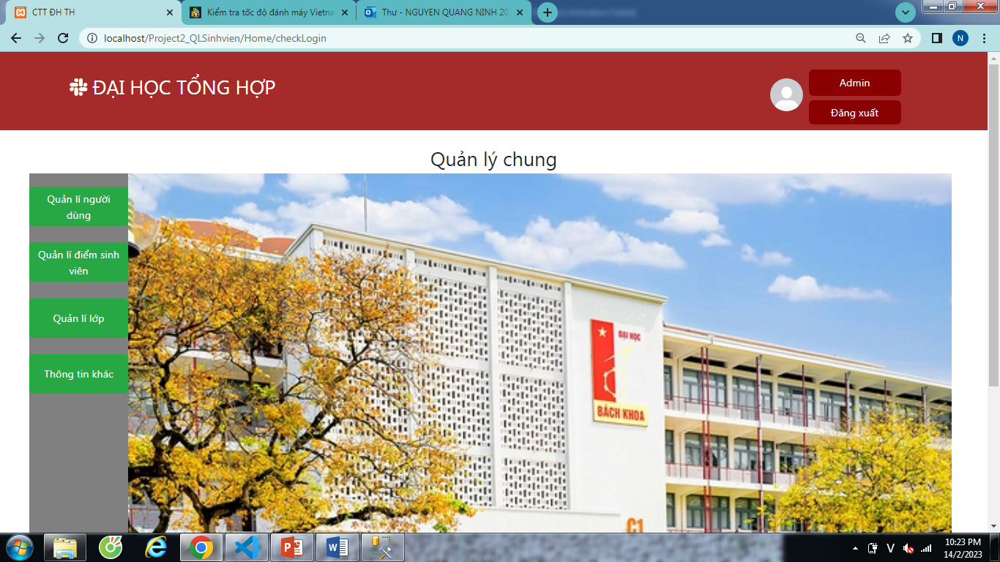 CTT ĐH TH
Kiểm tra tốc độ đánh máy Vietna
Thư - NGUYEN QUANG NINH 20
localhost/Project2_QLSinhvien/Home/checkLogin
N
ĐẠI HỌC TỔNG HỢP
Admin
Đăng xuất
Quản lý chung
Quản lí người
dùng
Quản lí điểm sinh
viên
Quản lí lớp
Thông tin khác
ĐẠI HỌC
BÁCH KHOA
C1
V
10:23 PM
14/2/2023